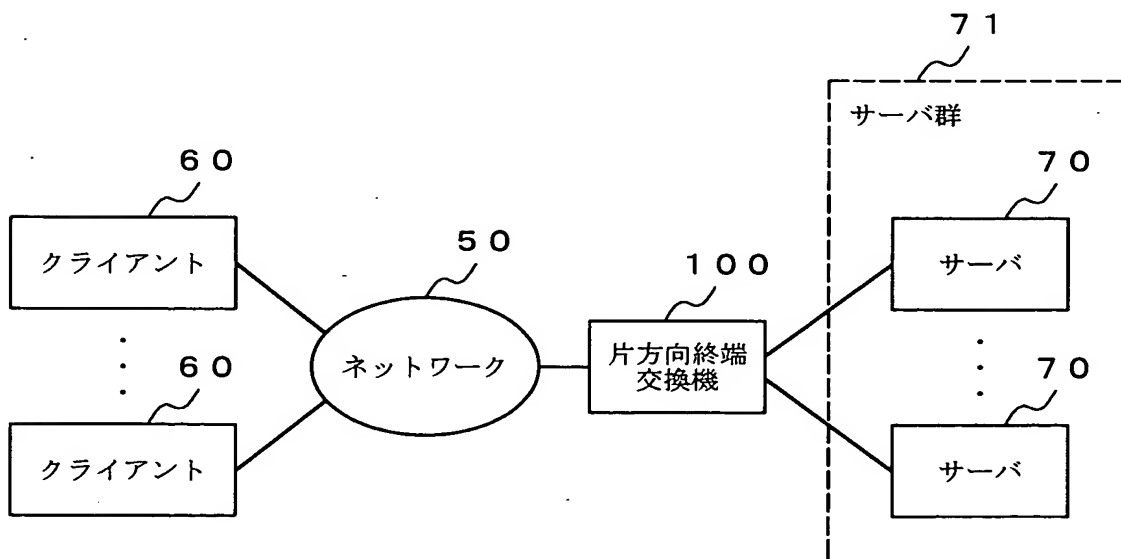 ７１
サーバ群
６０
クライアント
６０
クライアント
５０
ネットワーク
１００
片方向終端
交換機
７０
サーバ
７０
サーバ